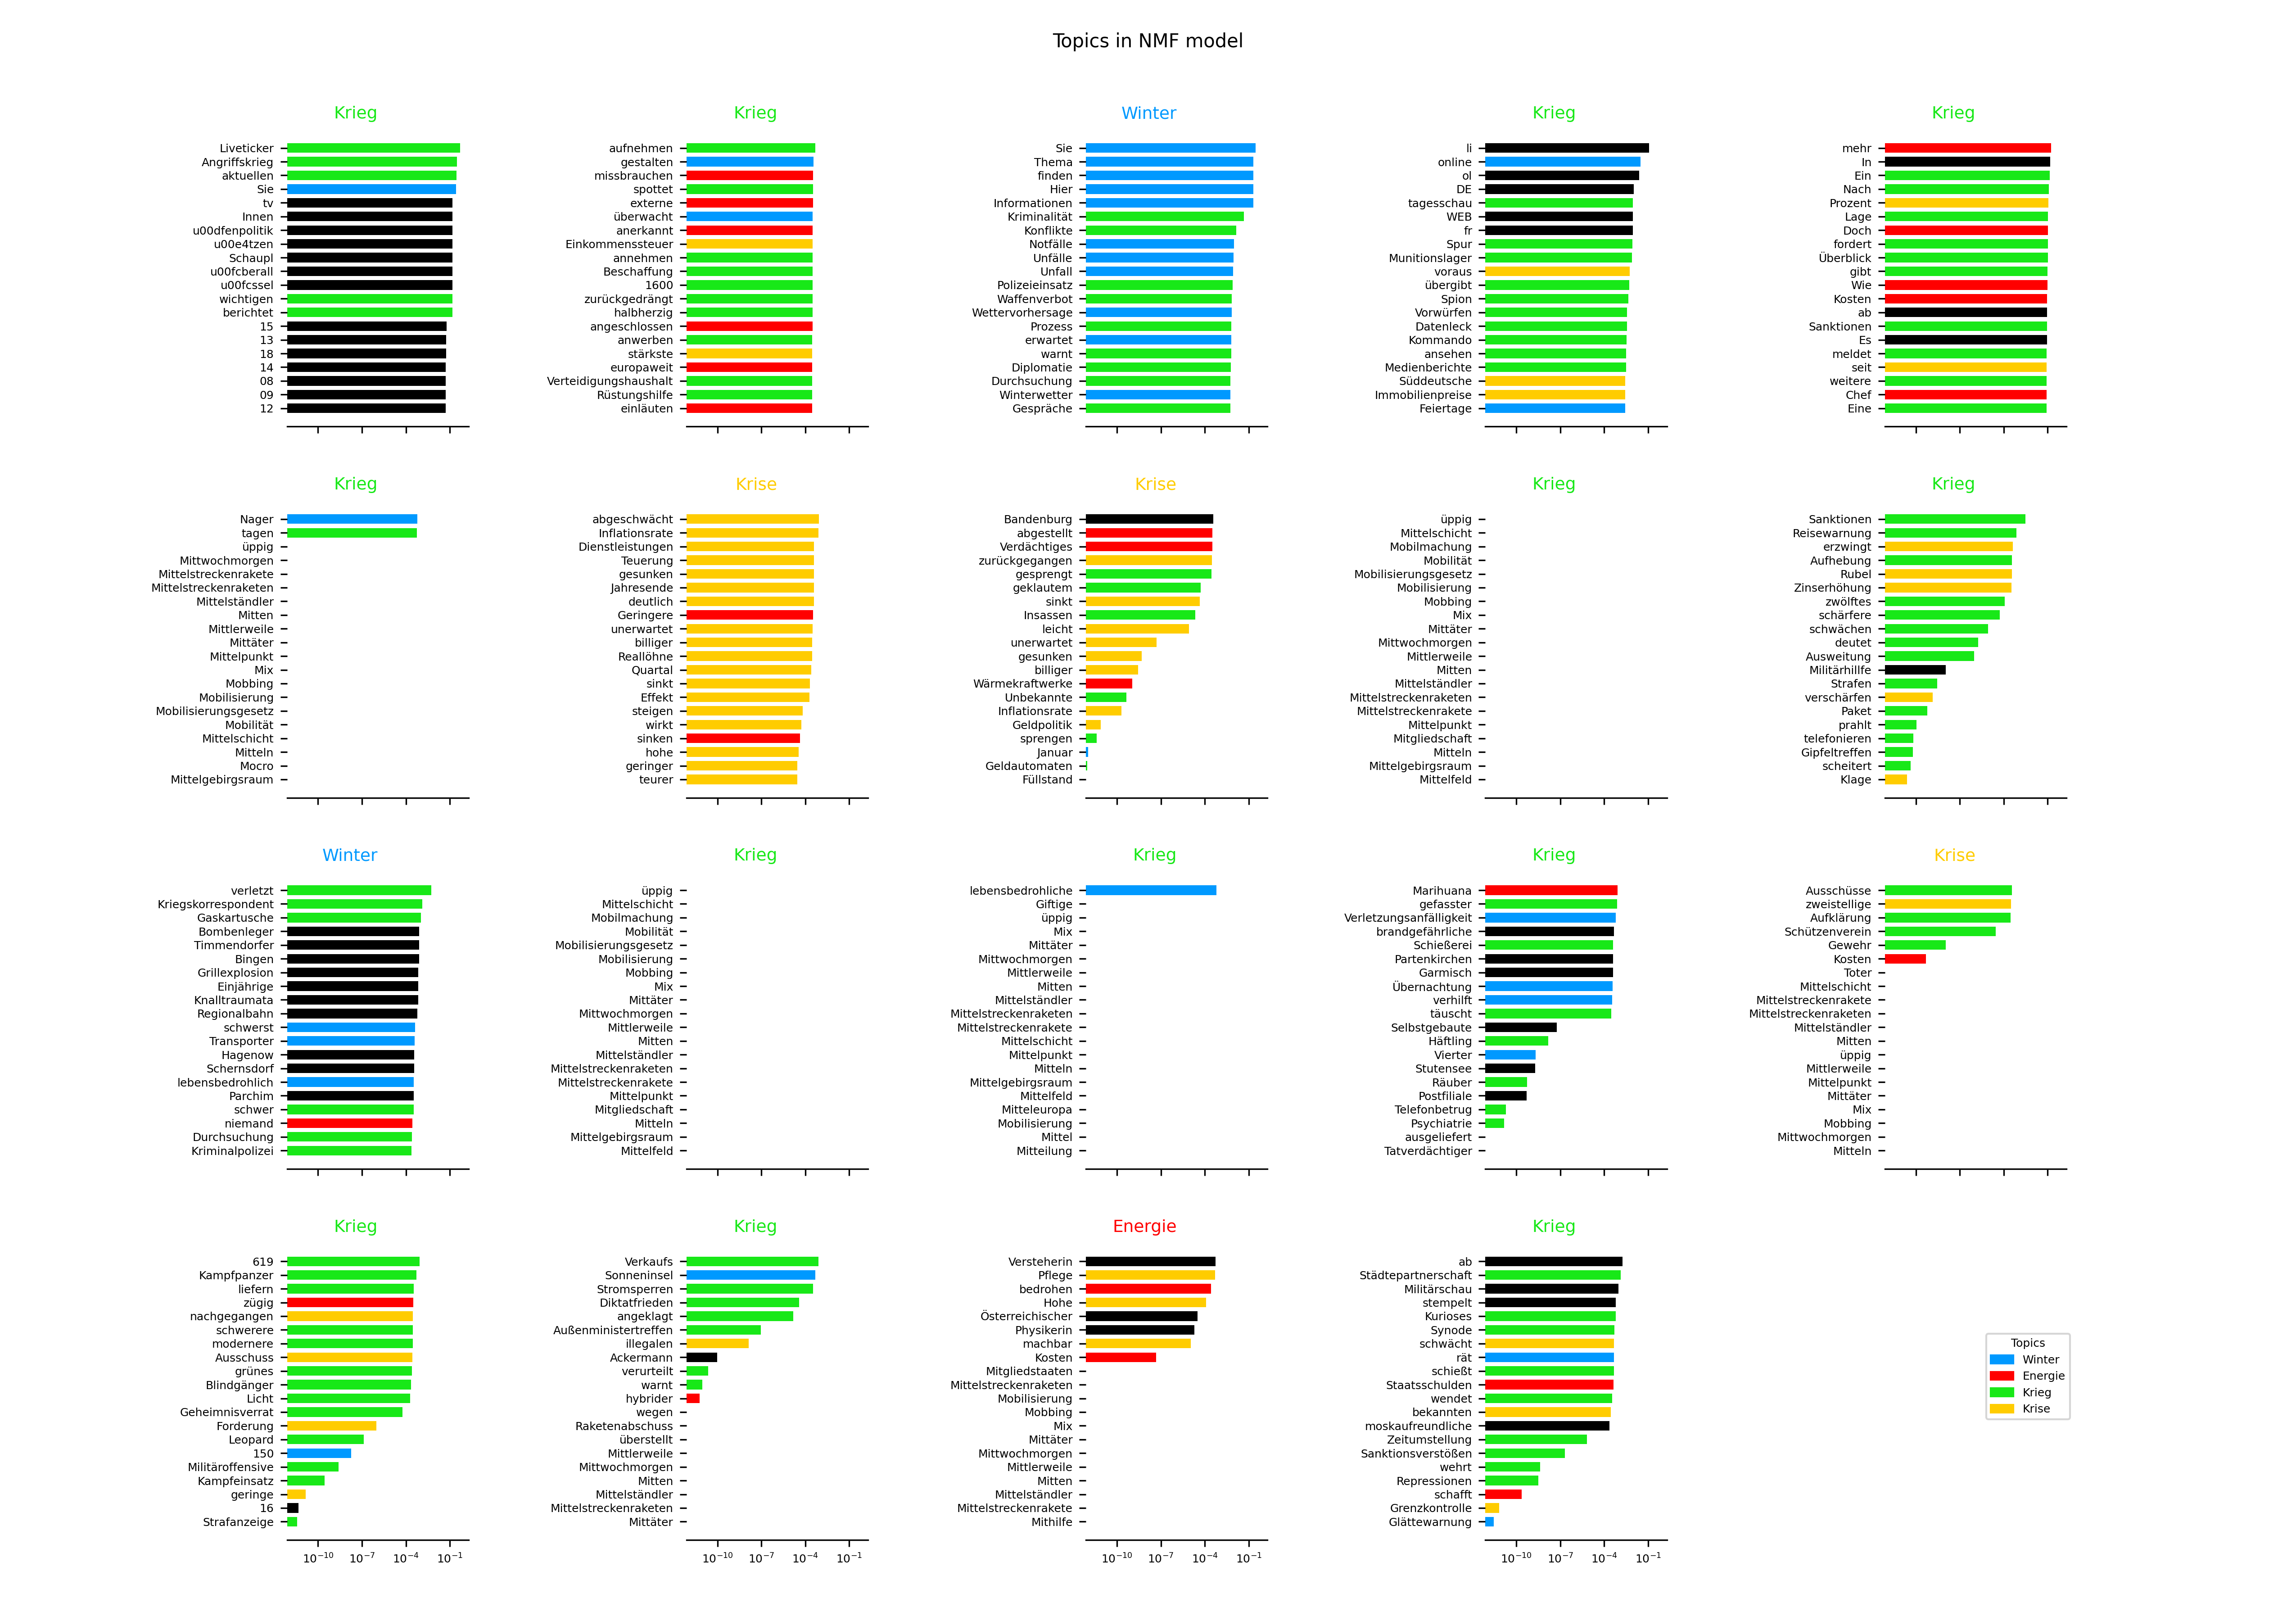 Topics in NMF model
Krieg
Liveticker
Angriffskrieg
aktuellen
Sie
tv
Innen
u00dfenpolitik
u00e4tzen
Schaupl
u00fcberall
u00fcssel
wichtigen
berichtet
15
13
18
14
08
09
12
Krieg
aufnehmen
gestalten
missbrauchen
spottet
externe
überwacht
anerkannt
Einkommenssteuer
annehmen
Beschaffung
1600
zurückgedrängt
halbherzig
angeschlossen
anwerben
stärkste
europaweit
Verteidigungshaushalt
Rüstungshilfe
einläuten
Winter
Sie
Thema
finden
Hier
Informationen
Kriminalität
Konflikte
Notfälle
Unfälle
Unfall
Polizeieinsatz
Waffenverbot
Wettervorhersage
Prozess
erwartet
warnt
Diplomatie
Durchsuchung
Winterwetter
Gespräche
Krieg
li
online
ol
DE
tagesschau
WEB
fr
Spur
Munitionslager
voraus
übergibt
Spion
Vorwürfen
Datenleck
Kommando
ansehen
Medienberichte
Süddeutsche
Immobilienpreise
Feiertage
Krieg
mehr
In
Ein
Nach
Prozent
Lage
Doch
fordert
Überblick
gibt
Wie
Kosten
ab
Sanktionen
Es
meldet
seit
weitere
Chef
Eine
Krieg
Nager
tagen
üppig
Mittwochmorgen
Mittelstreckenrakete
Mittelstreckenraketen
Mittelständler
Mitten
Mittlerweile
Mittäter
Mittelpunkt
Mix
Mobbing
Mobilisierung
Mobilisierungsgesetz
Mobilität
Mittelschicht
Mitteln
Mocro
Mittelgebirgsraum
Krise
abgeschwächt
Inflationsrate
Dienstleistungen
Teuerung
gesunken
Jahresende
deutlich
Geringere
unerwartet
billiger
Reallöhne
Quartal
sinkt
Effekt
steigen
wirkt
sinken
hohe
geringer
teurer
Krise
Bandenburg
abgestellt
Verdächtiges
zurückgegangen
gesprengt
geklautem
sinkt
Insassen
leicht
unerwartet
gesunken
billiger
Wärmekraftwerke
Unbekannte
Inflationsrate
Geldpolitik
sprengen
Januar
Geldautomaten
Füllstand
Krieg
üppig
Mittelschicht
Mobilmachung
Mobilität
Mobilisierungsgesetz
Mobilisierung
Mobbing
Mix
Mittäter
Mittwochmorgen
Mittlerweile
Mitten
Mittelständler
Mittelstreckenraketen
Mittelstreckenrakete
Mittelpunkt
Mitgliedschaft
Mitteln
Mittelgebirgsraum
Mittelfeld
Krieg
Sanktionen
Reisewarnung
erzwingt
Aufhebung
Rubel
Zinserhöhung
zwölftes
schärfere
schwächen
deutet
Ausweitung
Militärhillfe
Strafen
verschärfen
Paket
prahlt
telefonieren
Gipfeltreffen
scheitert
Klage
Winter
verletzt
Kriegskorrespondent
Gaskartusche
Bombenleger
Timmendorfer
Bingen
Grillexplosion
Einjährige
Knalltraumata
Regionalbahn
schwerst
Transporter
Hagenow
Schernsdorf
lebensbedrohlich
Parchim
schwer
niemand
Durchsuchung
Kriminalpolizei
Krieg
üppig
Mittelschicht
Mobilmachung
Mobilität
Mobilisierungsgesetz
Mobilisierung
Mobbing
Mix
Mittäter
Mittwochmorgen
Mittlerweile
Mitten
Mittelständler
Mittelstreckenraketen
Mittelstreckenrakete
Mittelpunkt
Mitgliedschaft
Mitteln
Mittelgebirgsraum
Mittelfeld
Krieg
lebensbedrohliche
Giftige
üppig
Mix
Mittäter
Mittwochmorgen
Mittlerweile
Mitten
Mittelständler
Mittelstreckenraketen
Mittelstreckenrakete
Mittelschicht
Mittelpunkt
Mitteln
Mittelgebirgsraum
Mittelfeld
Mitteleuropa
Mobilisierung
Mittel
Mitteilung
Krieg
Marihuana
gefasster
Verletzungsanfälligkeit
brandgefährliche
Schießerei
Partenkirchen
Garmisch
Übernachtung
verhilft
täuscht
Selbstgebaute
Häftling
Vierter
Stutensee
Räuber
Postfiliale
Telefonbetrug
Psychiatrie
ausgeliefert
Tatverdächtiger
Krise
Ausschüsse
zweistellige
Aufklärung
Schützenverein
Gewehr
Kosten
Toter
Mittelschicht
Mittelstreckenrakete
Mittelstreckenraketen
Mittelständler
Mitten
üppig
Mittlerweile
Mittelpunkt
Mittäter
Mix
Mobbing
Mittwochmorgen
Mitteln
Krieg
619
Kampfpanzer
liefern
zügig
nachgegangen
schwerere
modernere
Ausschuss
grünes
Blindgänger
Licht
Geheimnisverrat
Forderung
Leopard
150
Militäroffensive
Kampfeinsatz
geringe
16
Strafanzeige
10⁻¹⁰ 10⁻⁷ 10⁻⁴ 10⁻¹
Krieg
Verkaufs
Sonneninsel
Stromsperren
Diktatfrieden
angeklagt
Außenministertreffen
illegalen
Ackermann
verurteilt
warnt
hybrider
wegen
Raketenabschuss
überstellt
Mittlerweile
Mittwochmorgen
Mitten
Mittelständler
Mittelstreckenraketen
Mittäter
10⁻¹⁰ 10⁻⁷ 10⁻⁴ 10⁻¹
Energie
Versteherin
Pflege
bedrohen
Hohe
Österreichischer
Physikerin
machbar
Kosten
Mitgliedstaaten
Mittelstreckenraketen
Mobilisierung
Mobbing
Mix
Mittäter
Mittwochmorgen
Mittlerweile
Mitten
Mittelständler
Mittelstreckenrakete
Mithilfe
10⁻¹⁰ 10⁻⁷ 10⁻⁴ 10⁻¹
Krieg
ab
Städtepartnerschaft
Militärschau
stempelt
Kurioses
Synode
schwächt
rät
schießt
Staatsschulden
wendet
bekannten
moskaufreundliche
Zeitumstellung
Sanktionsverstößen
wehrt
Repressionen
schafft
Grenzkontrolle
Glättewarnung
10⁻¹⁰ 10⁻⁷ 10⁻⁴ 10⁻¹
Topics
Winter
Energie
Krieg
Krise